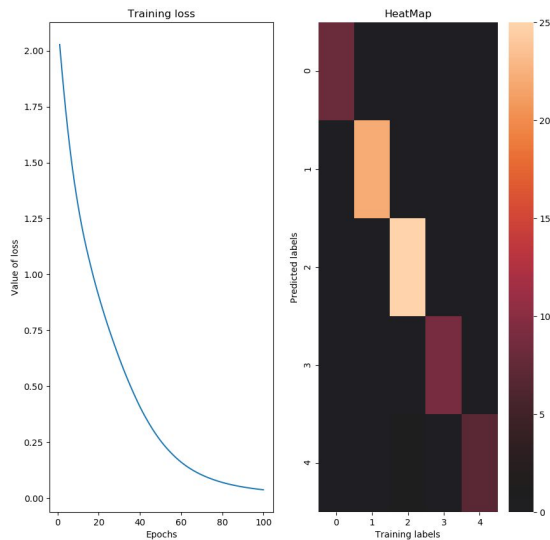 Training loss
2.00
1.75
1.50
1.25
1.00
0.75
0.50
0.25
0.00
Value of loss
0 20 40 60 80 100
Epochs
HeatMap
0
1
2
3
4
Predicted labels
0 1 2 3 4
Training labels
25
20
15
10
5
0